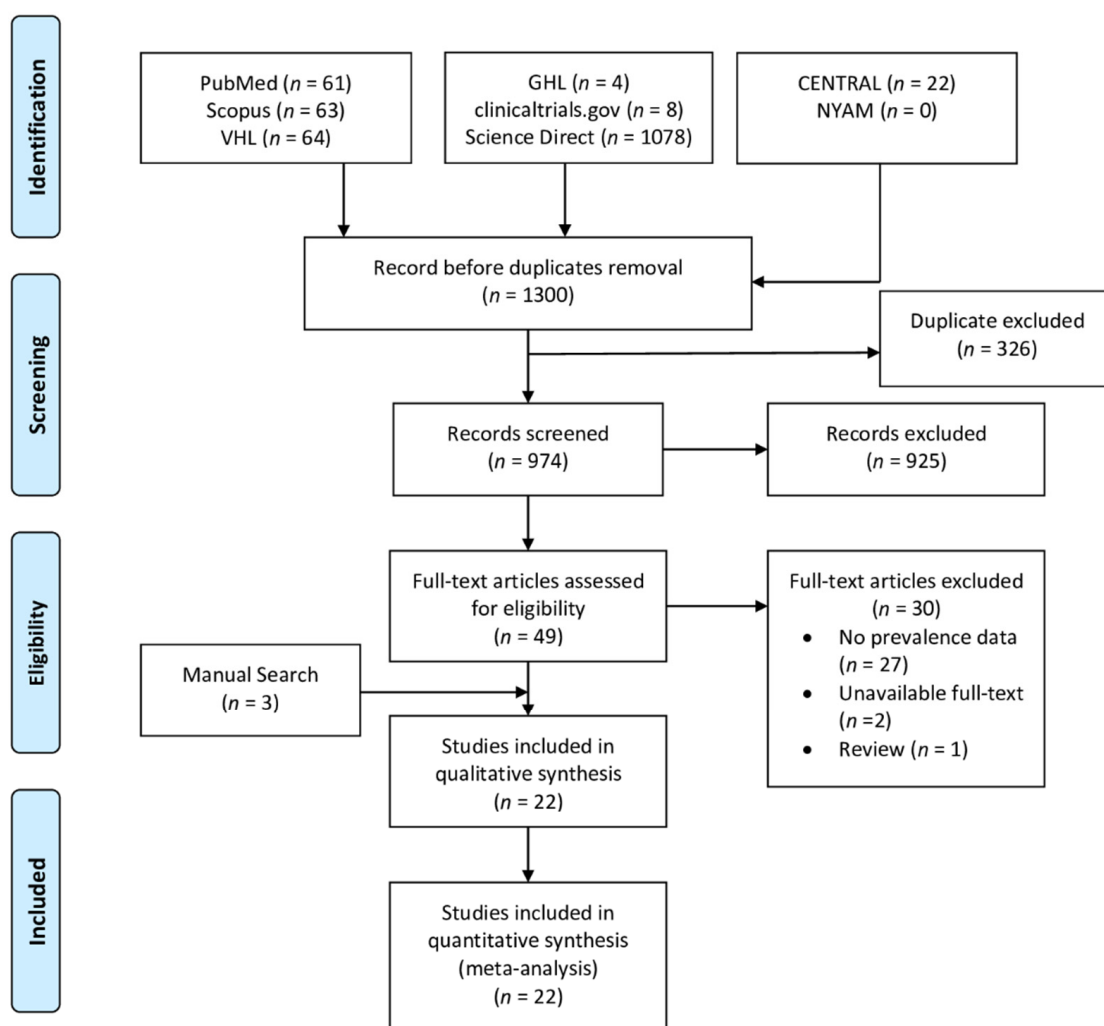 Identification
PubMed (n = 61)
Scopus (n = 63)
VHL (n = 64)
GHL (n = 4)
clinicaltrials.gov (n = 8)
Science Direct (n = 1078)
CENTRAL (n = 22)
NYAM (n = 0)
Record before duplicates removal
(n = 1300)
Screening
Duplicate excluded
(n = 326)
Records screened
(n = 974)
Records excluded
(n = 925)
Eligibility
Full-text articles assessed
for eligibility
(n = 49)
Full-text articles excluded
(n = 30)
• No prevalence data
(n = 27)
• Unavailable full-text
(n =2)
• Review (n = 1)
Manual Search
(n = 3)
Studies included in
qualitative synthesis
(n = 22)
Included
Studies included in
quantitative synthesis
(meta-analysis)
(n = 22)